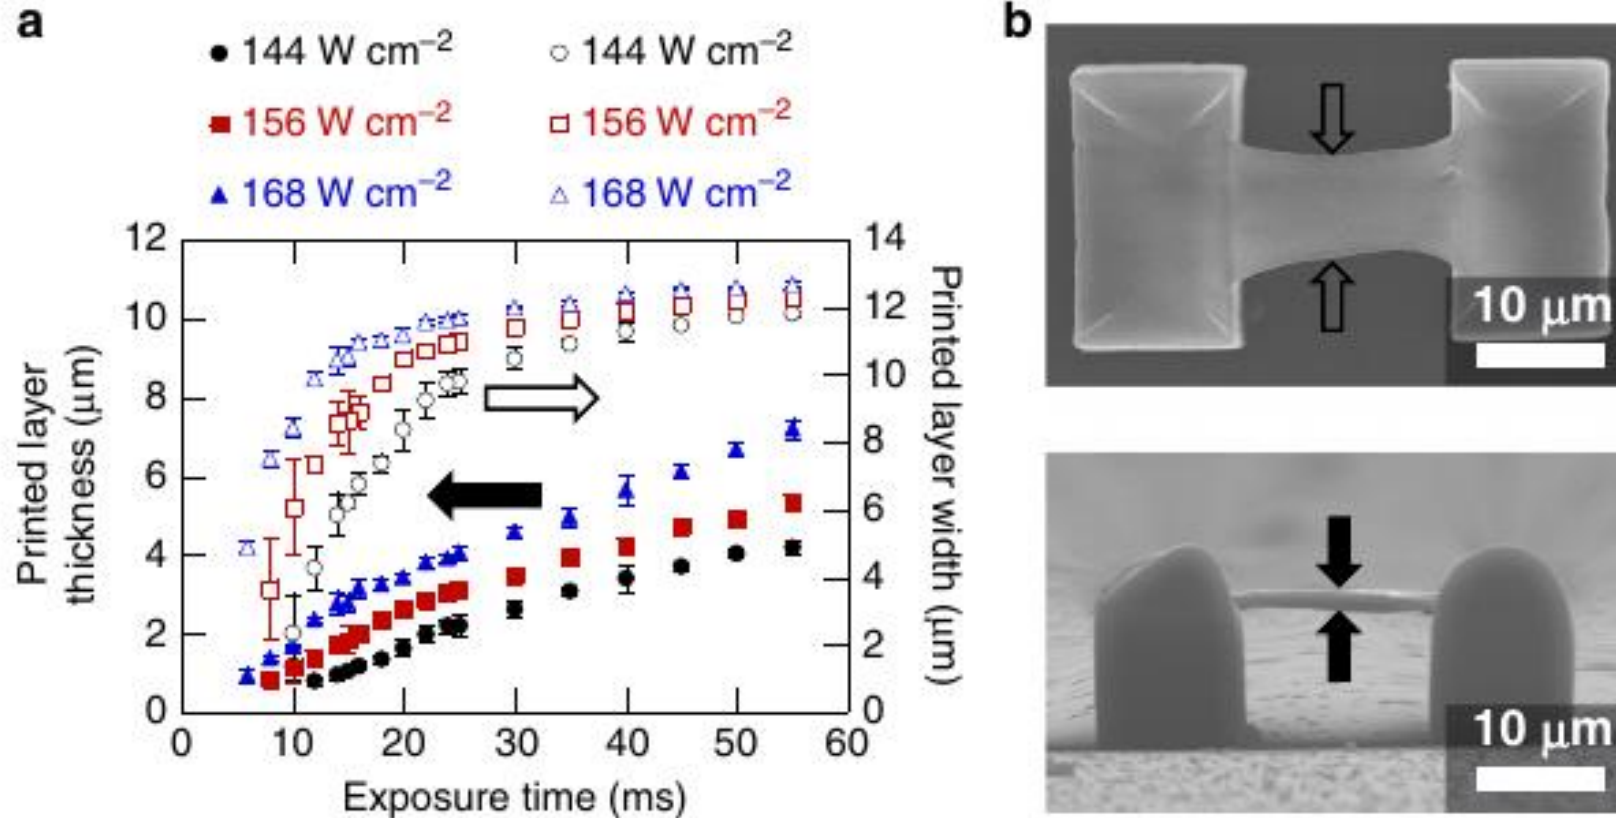 a
144 W cm⁻² 144 W cm⁻²
156 W cm⁻² 156 W cm⁻²
168 W cm⁻² 168 W cm⁻²
Printed layer
thickness (μm)
12
10
8
6
4
2
0
14
12
10
8
6
4
2
0
Printed layer width (μm)
0 10 20 30 40 50 60
Exposure time (ms)
b
10 μm
10 μm